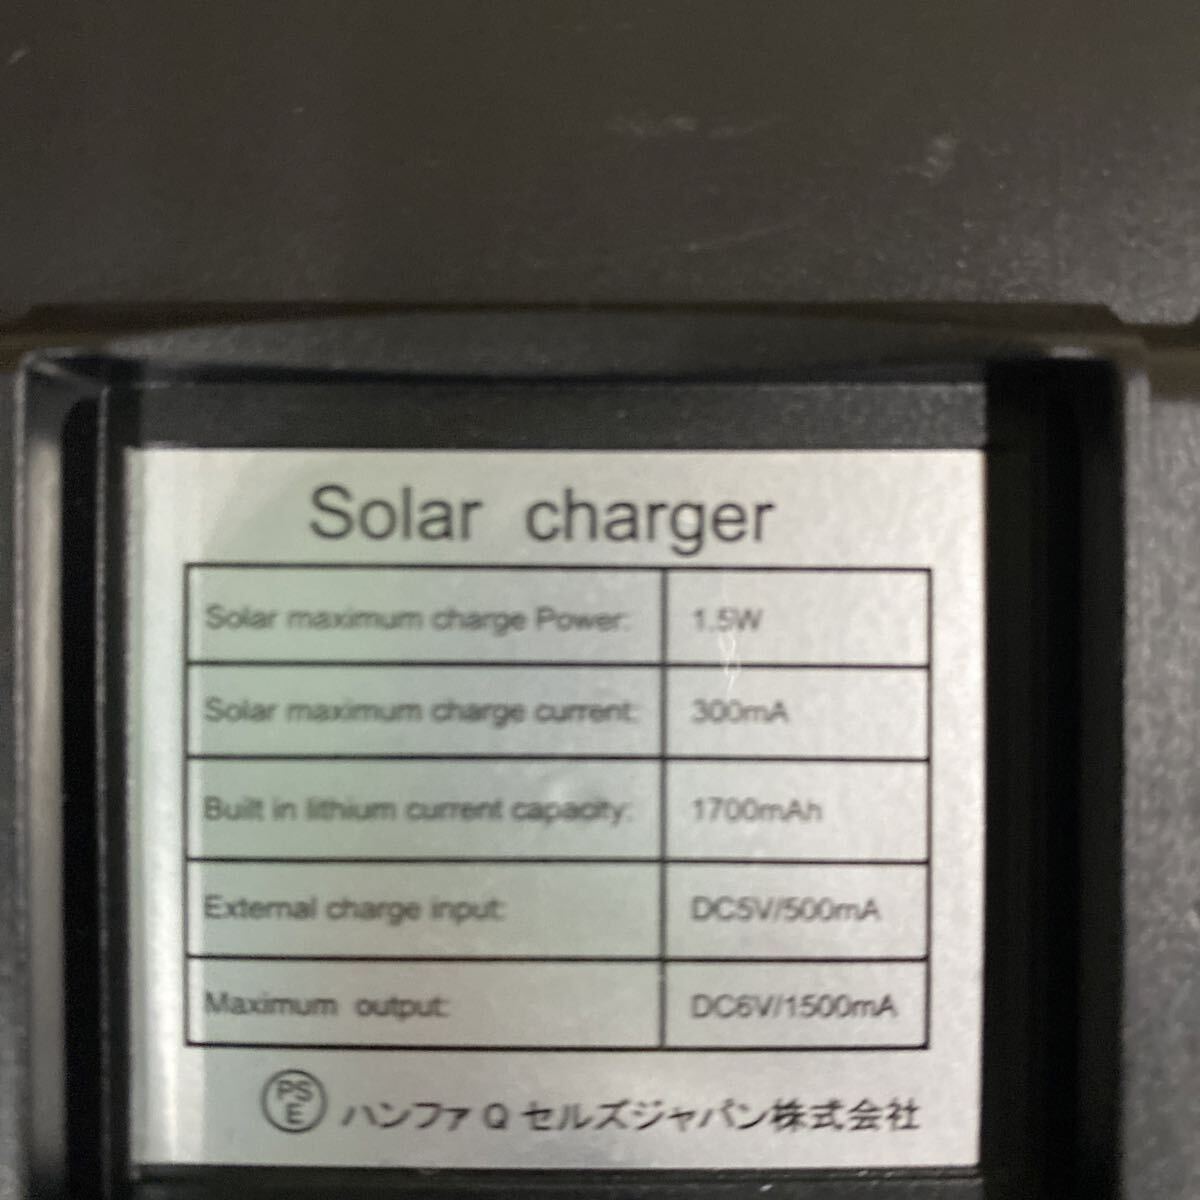 Solar charger
Solar maximum charge Power: 1.5W
Solar maximum charge current: 300mA
Built in lithium current capacity: 1700mAh
External charge input: DC5V/500mA
Maximum output: DC6V/1500mA
PS
E ハンファQセルズジャパン株式会社